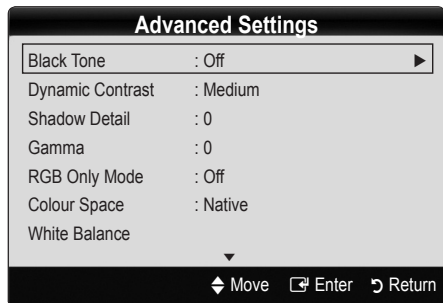 Advanced Settings
Black Tone : Off ▶
Dynamic Contrast : Medium
Shadow Detail : 0
Gamma : 0
RGB Only Mode : Off
Colour Space : Native
White Balance
▼
Move Enter Return